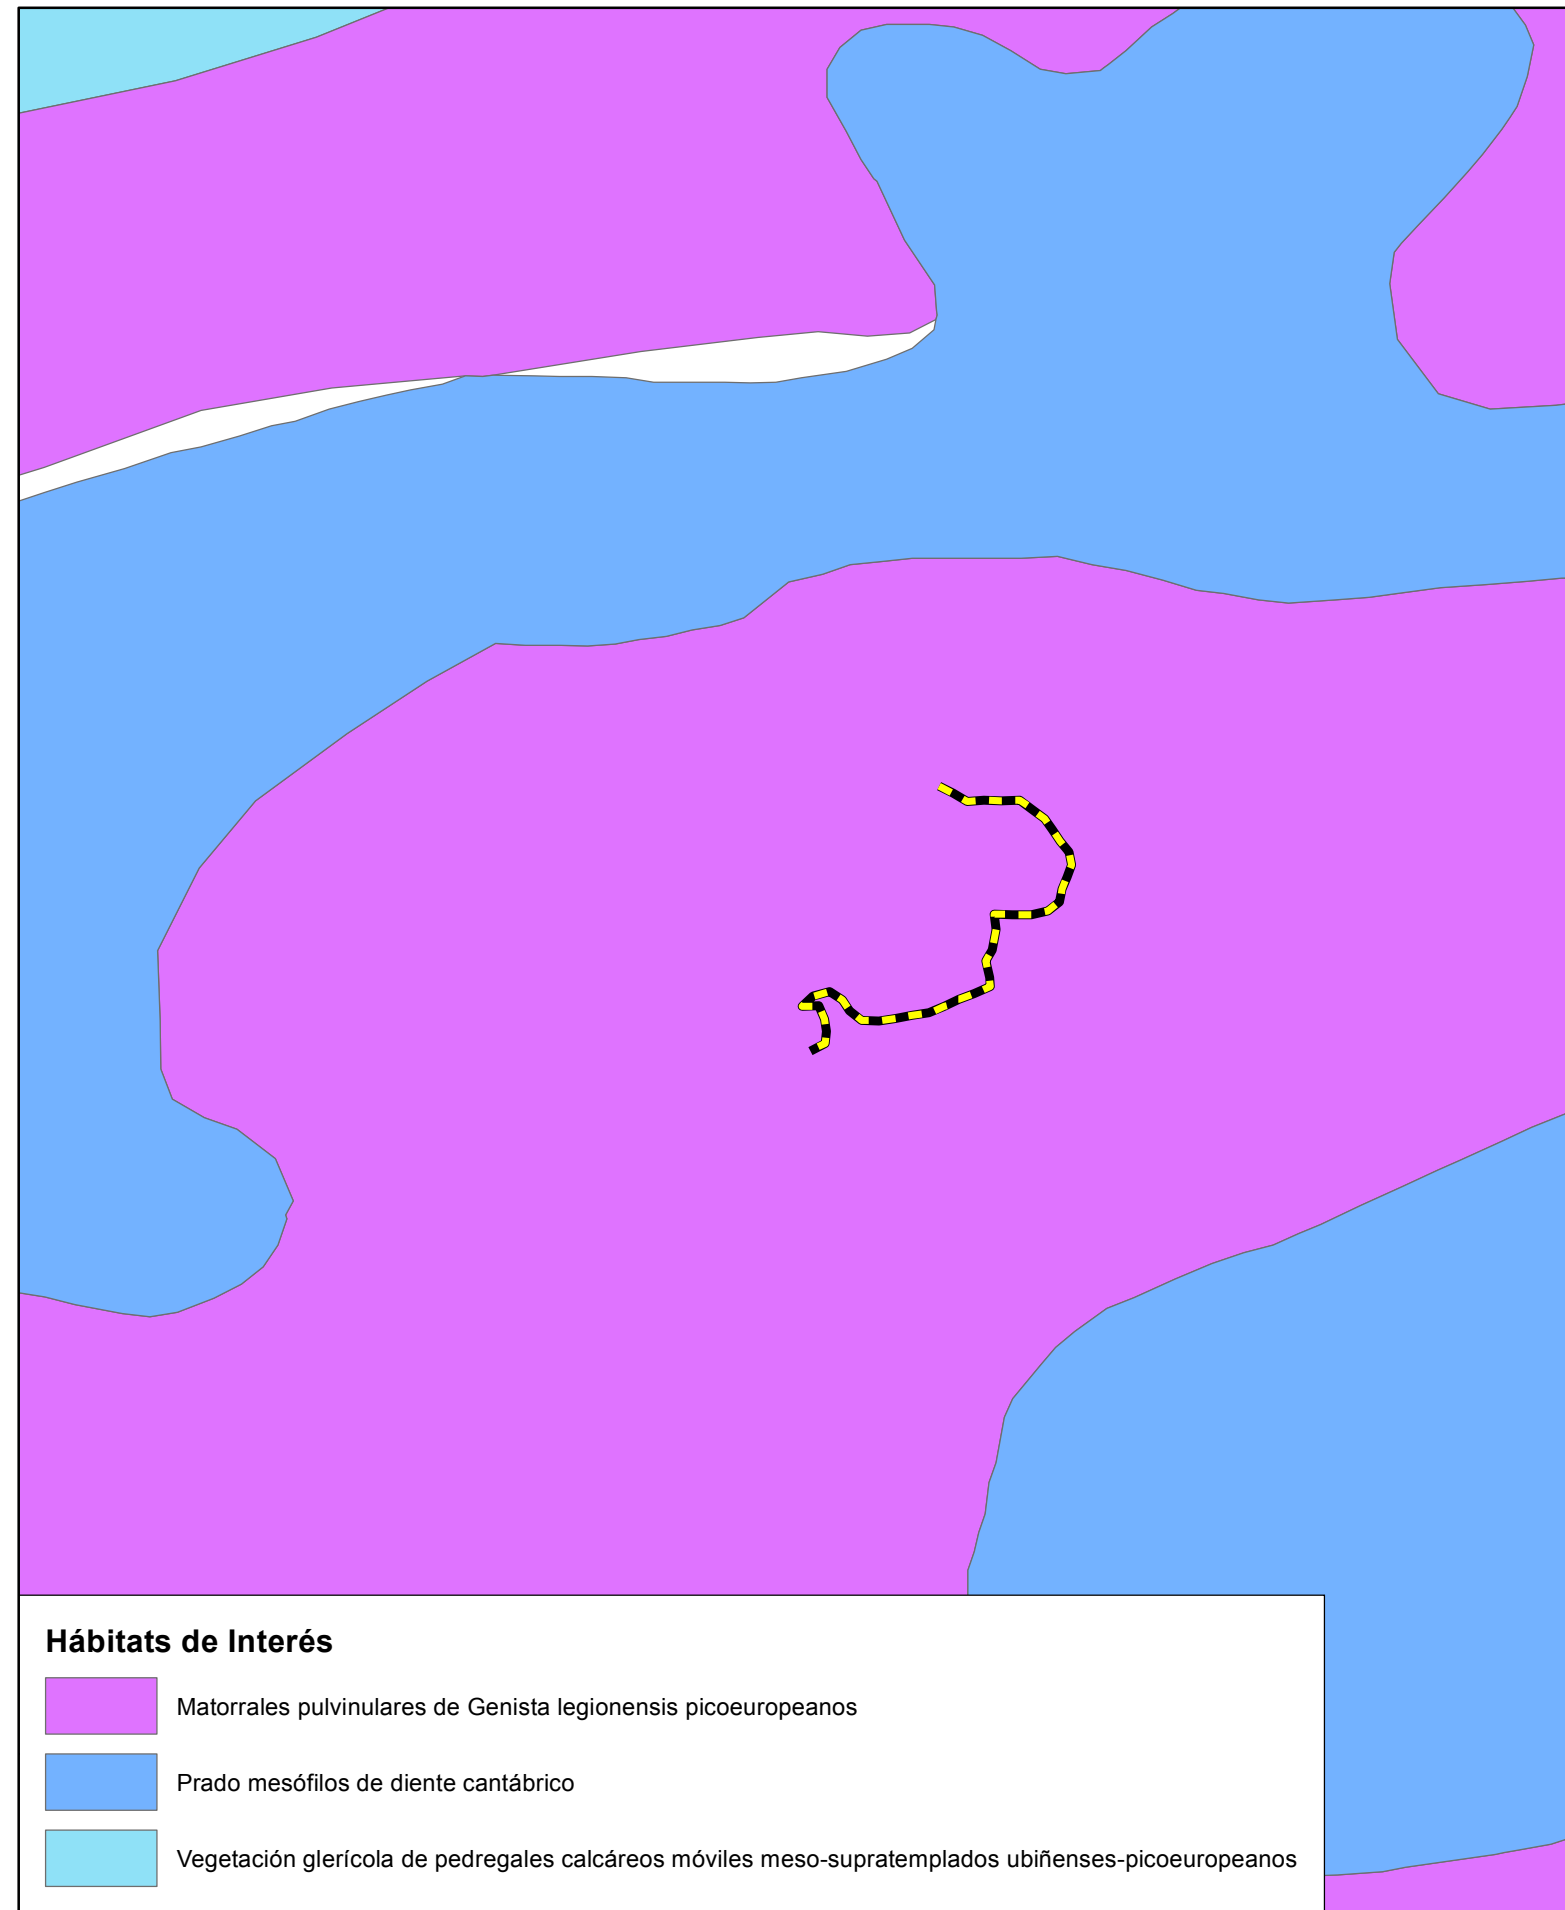 Hábitats de Interés
Matorrales pulvinulares de Genista legionensis picoeuropeanos
Prado mesófilos de diente cantábrico
Vegetación glerícola de pedregales calcáreos móviles meso-supratemplados ubiñenses-picoeuropeanos